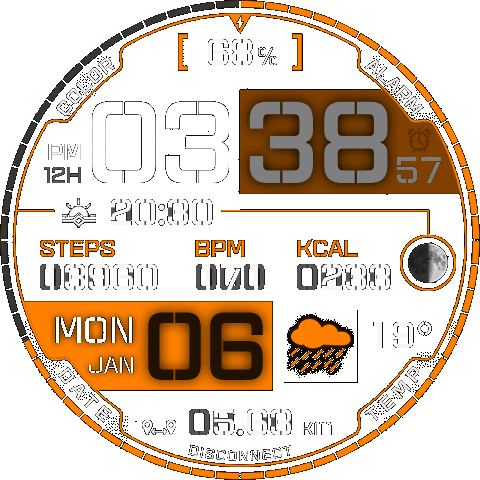 68%
COLOR
ALARM
PM
12H
03 38 57
20:30
STEPS BPM KCAL
MON
JAN
06
19°
DATE
TEMP
05.60 KM
DISCONNECT